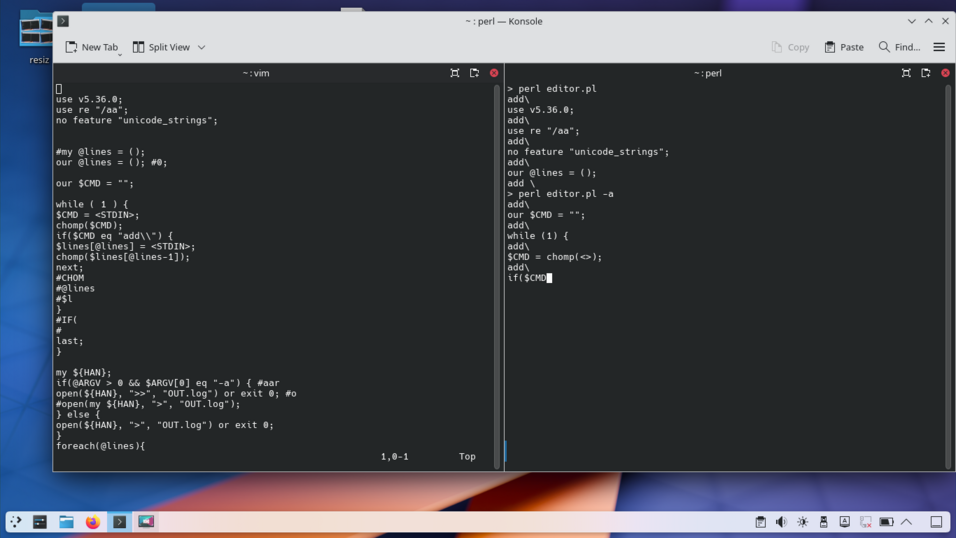 ~ : perl — Konsole
New Tab
Split View
Copy
Paste
Find...
resiz
~ : vim
use v5.36.0;
use re "/aa";
no feature "unicode_strings";
#my @lines = ();
our @lines = (); #0;
our $CMD = "";
while ( 1 ) {
$CMD = <STDIN>;
chomp($CMD);
if($CMD eq "add\\") {
$lines[@lines] = <STDIN>;
chomp($lines[@lines-1]);
next;
#CHOM
#@lines
#$l
}
#IF(
#
last;
}
my ${HAN};
if(@ARGV > 0 && $ARGV[0] eq "-a") { #aar
open(${HAN}, ">>", "OUT.log") or exit 0; #o
#open(my ${HAN}, ">", "OUT.log");
} else {
open(${HAN}, ">", "OUT.log") or exit 0;
}
foreach(@lines){
1,0-1 Top
~ : perl
> perl editor.pl
add\
use v5.36.0;
add\
use re "/aa";
add\
no feature "unicode_strings";
add\
our @lines = ();
add \
> perl editor.pl -a
add\
our $CMD = "";
add\
while (1) {
add\
$CMD = chomp(<>);
add\
if($CMD